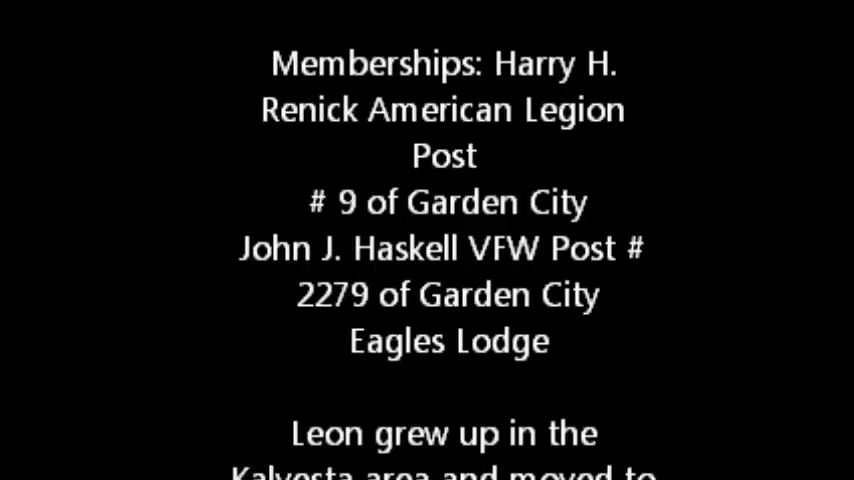 Memberships: Harry H.
Renick American Legion
Post
# 9 of Garden City
John J. Haskell VFW Post #
2279 of Garden City
Eagles Lodge
Leon grew up in the
Kalvesta area and moved to